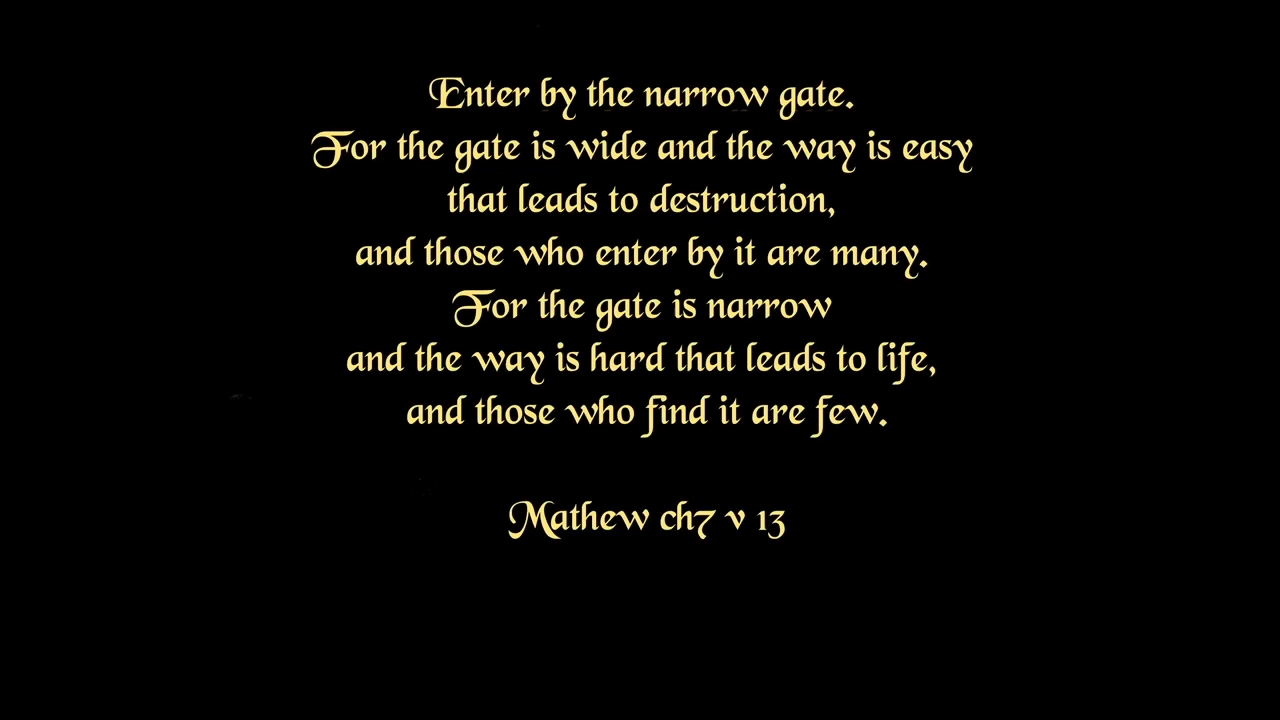 Enter by the narrow gate.
For the gate is wide and the way is easy
that leads to destruction,
and those who enter by it are many.
For the gate is narrow
and the way is hard that leads to life,
and those who find it are few.
Mathew ch7 v 13